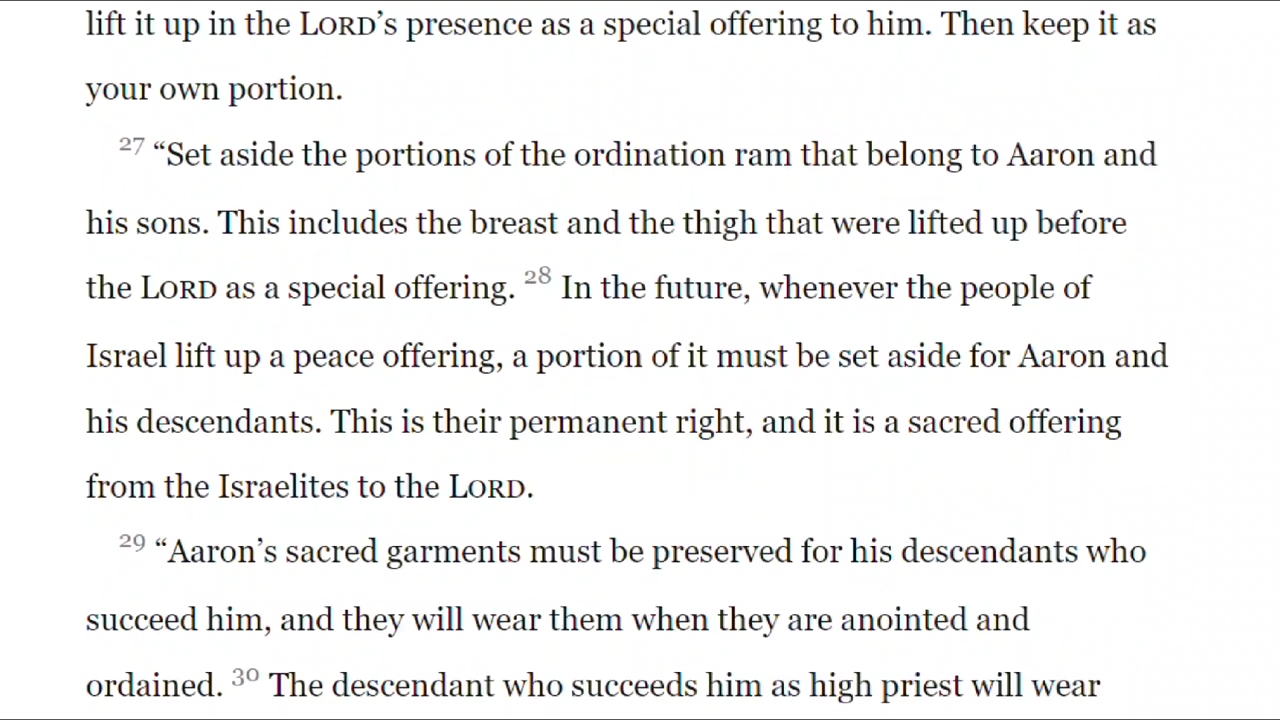 lift it up in the LORD’s presence as a special offering to him. Then keep it as
your own portion.
27 “Set aside the portions of the ordination ram that belong to Aaron and
his sons. This includes the breast and the thigh that were lifted up before
the LORD as a special offering. 28 In the future, whenever the people of
Israel lift up a peace offering, a portion of it must be set aside for Aaron and
his descendants. This is their permanent right, and it is a sacred offering
from the Israelites to the LORD.
29 “Aaron’s sacred garments must be preserved for his descendants who
succeed him, and they will wear them when they are anointed and
ordained. 30 The descendant who succeeds him as high priest will wear